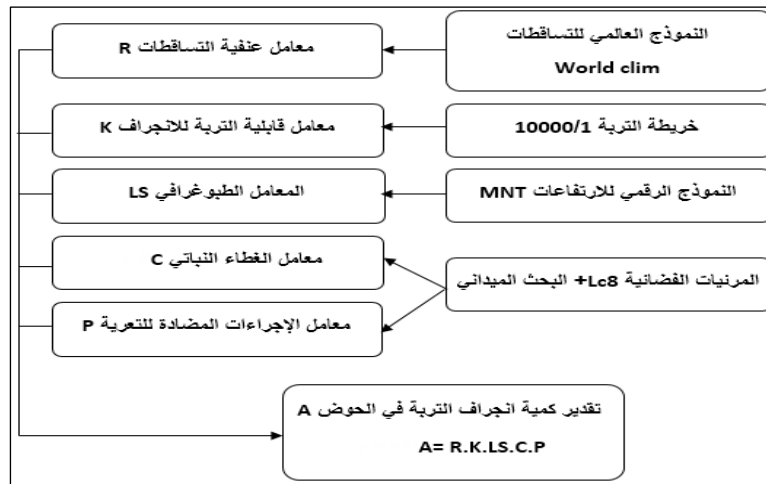 النموذج العالمي للتساقطات
World clim
معامل عنفية التساقطات R
خريطة التربة 10000/1
معامل قابلية التربة للانجراف K
النموذج الرقمي للارتفاعات MNT
المعامل الطبوغرافي LS
المرئيات الفضائية Lc8+ البحث الميداني
معامل الغطاء النباتي C
معامل الإجراءات المضادة للتعرية P
تقدير كمية انجراف التربة في الحوض A
A= R.K.LS.C.P